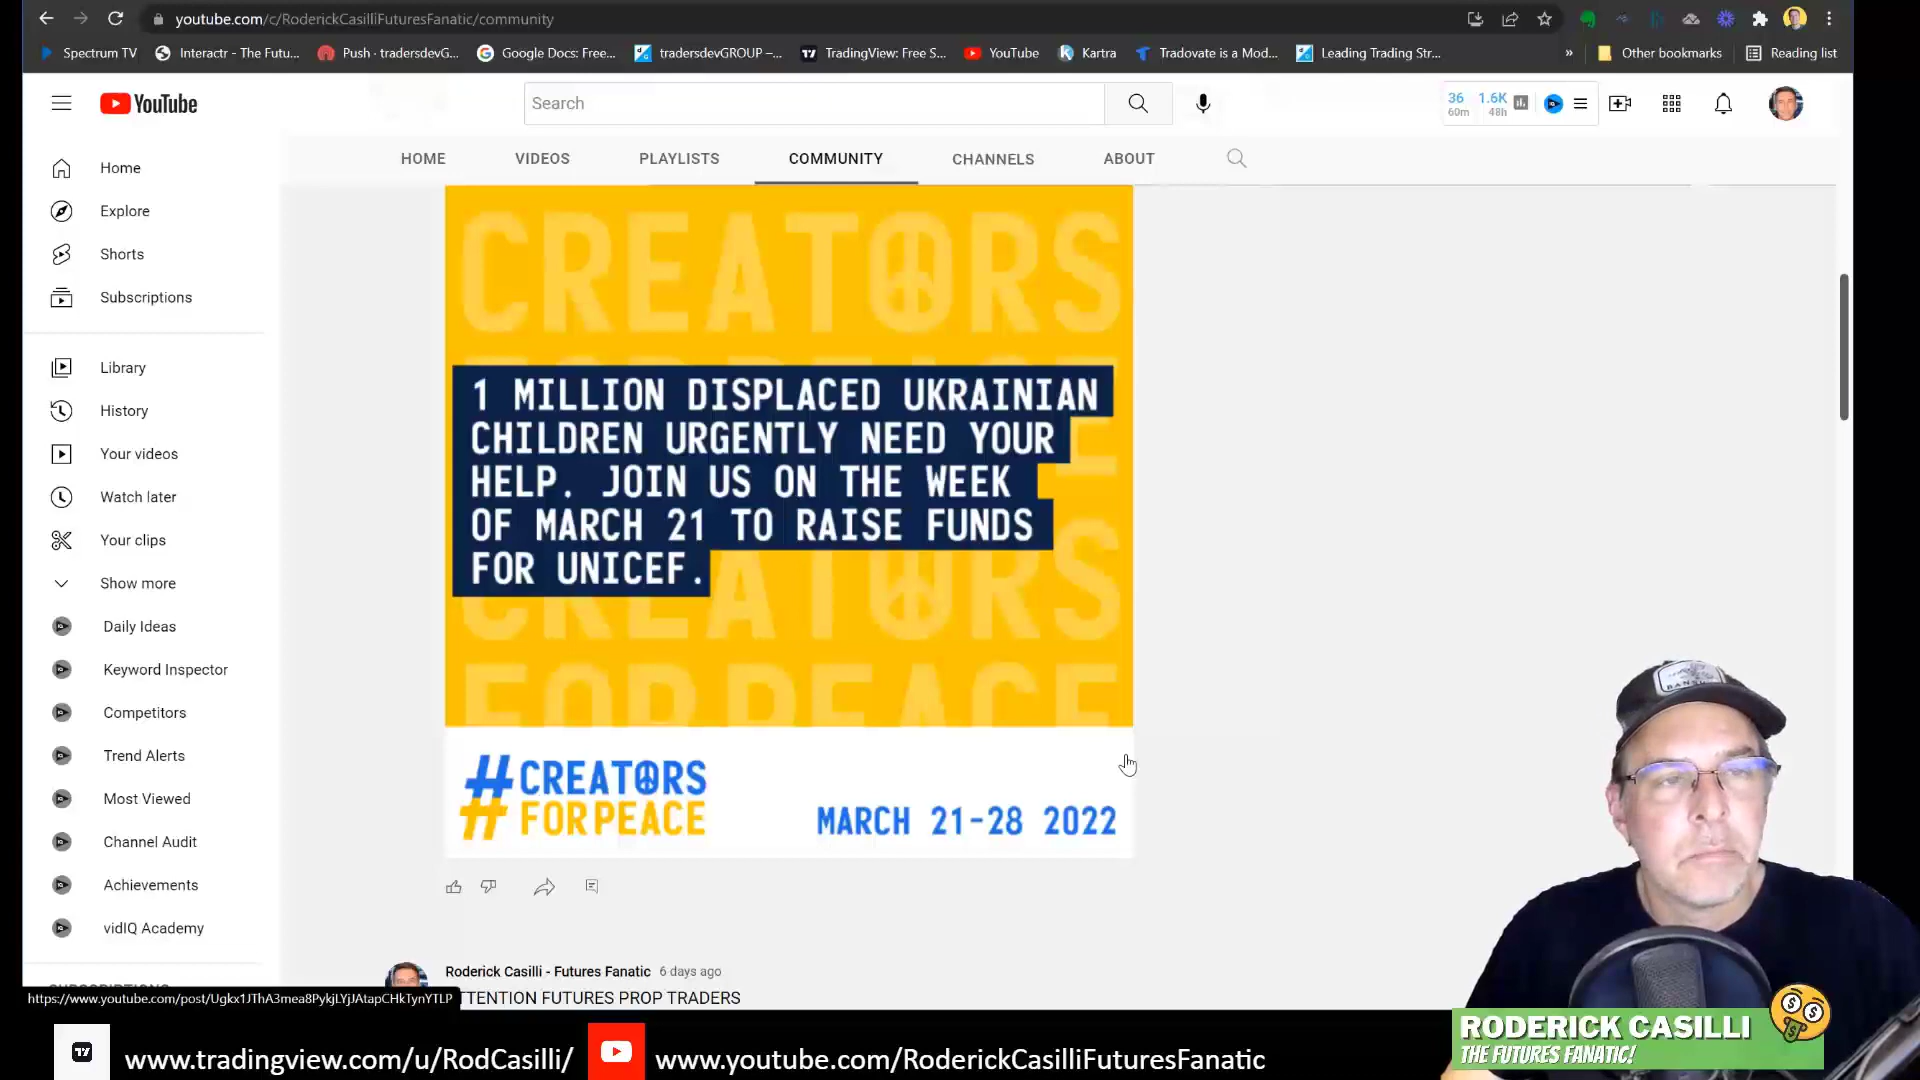 youtube.com/c/RoderickCasilliFuturesFanatic/community
Spectrum TV
Interactr - The Futu...
Push · tradersdevG...
Google Docs: Free...
tradersdevGROUP –...
TradingView: Free S...
YouTube
Kartra
Tradovate is a Mod...
Leading Trading Str...
»
Other bookmarks
Reading list
YouTube
Search
36
60m
1.6K
48h
HOME
VIDEOS
PLAYLISTS
COMMUNITY
CHANNELS
ABOUT
Home
Explore
Shorts
Subscriptions
Library
History
Your videos
Watch later
Your clips
Show more
Daily Ideas
Keyword Inspector
Competitors
Trend Alerts
Most Viewed
Channel Audit
Achievements
vidIQ Academy
SUBSCRIPTIONS
CREATORS
1 MILLION DISPLACED UKRAINIAN
CHILDREN URGENTLY NEED YOUR
HELP. JOIN US ON THE WEEK
OF MARCH 21 TO RAISE FUNDS
FOR UNICEF.
CREATORS
FOR PEACE
#CREATORS
#FOR PEACE
MARCH 21-28 2022
Roderick Casilli - Futures Fanatic 6 days ago
TTENTION FUTURES PROP TRADERS
www.tradingview.com/u/RodCasilli/
www.youtube.com/RoderickCasilliFuturesFanatic
RODERICK CASILLI
THE FUTURES FANATIC!